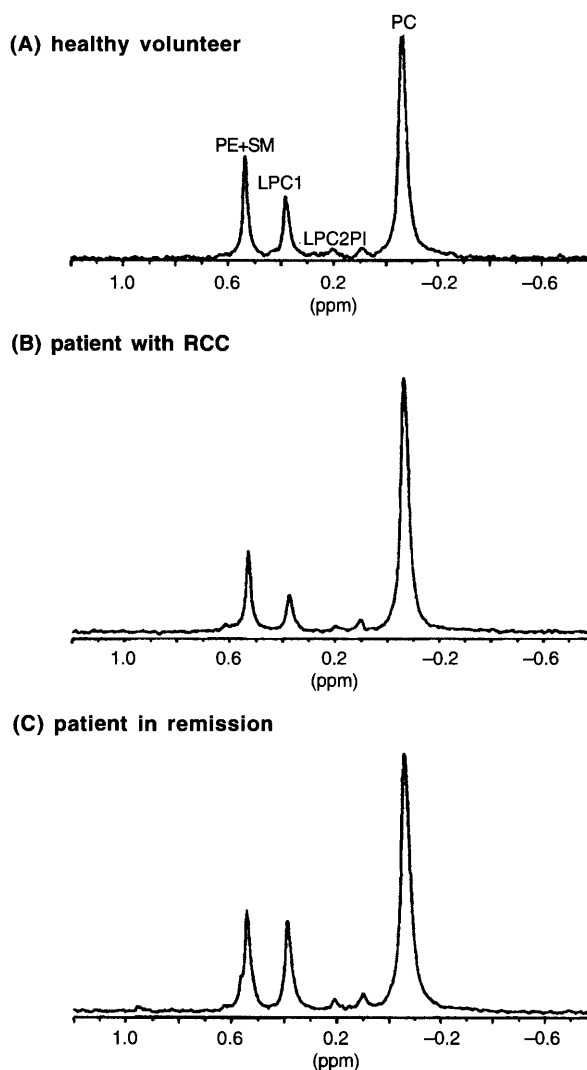 (A) healthy volunteer
PC
PE+SM
LPC1
LPC2PI
1.0 0.6 0.2 –0.2 –0.6
(ppm)
(B) patient with RCC
1.0 0.6 0.2 –0.2 –0.6
(ppm)
(C) patient in remission
1.0 0.6 0.2 –0.2 –0.6
(ppm)